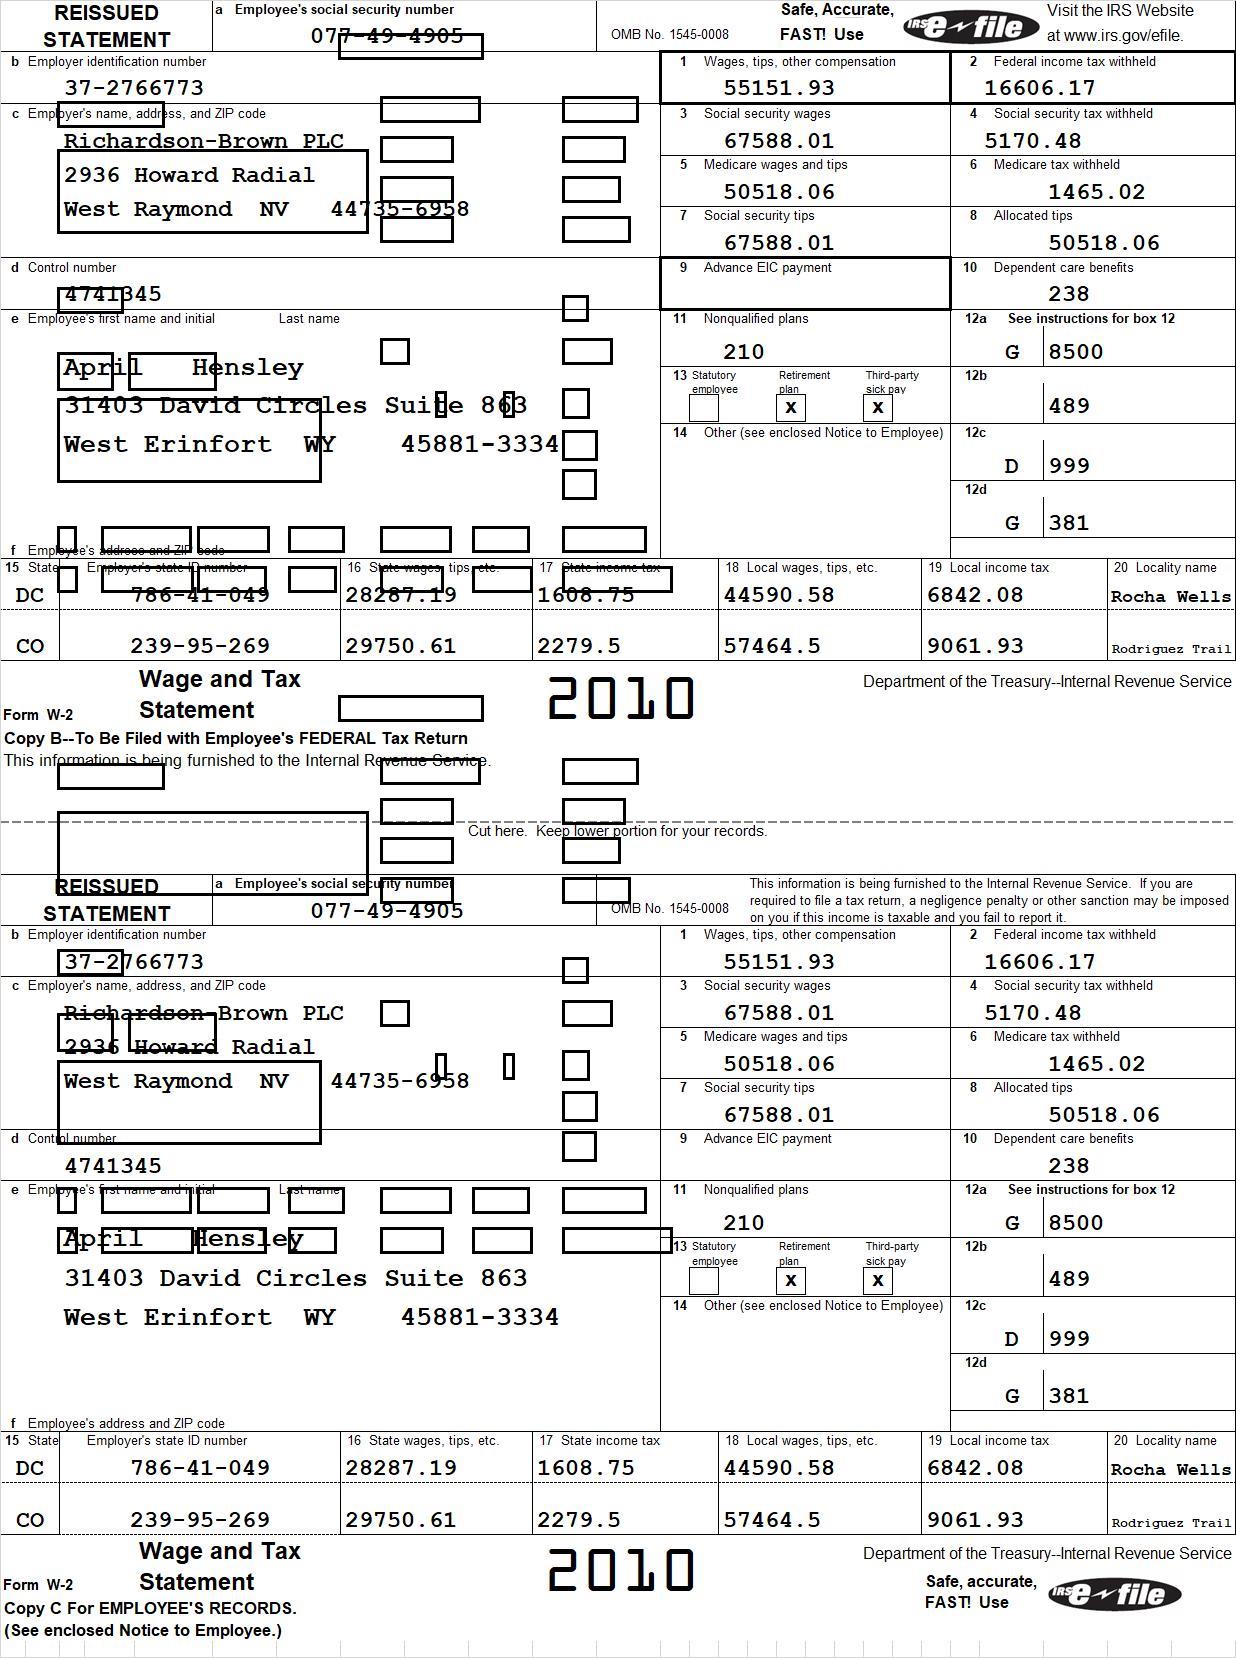 REISSUED STATEMENT
a Employee's social security number
077-49-4905
OMB No. 1545-0008
Safe, Accurate, FAST! Use
IRS e-file
Visit the IRS Website at www.irs.gov/efile.
b Employer identification number
37-2766773
1 Wages, tips, other compensation
55151.93
2 Federal income tax withheld
16606.17
c Employer's name, address, and ZIP code
Richardson-Brown PLC
2936 Howard Radial
West Raymond NV 44735-6958
3 Social security wages
67588.01
4 Social security tax withheld
5170.48
5 Medicare wages and tips
50518.06
6 Medicare tax withheld
1465.02
7 Social security tips
67588.01
8 Allocated tips
50518.06
d Control number
4741345
9 Advance EIC payment
10 Dependent care benefits
238
e Employee's first name and initial Last name
April Hensley
31403 David Circles Suite 863
West Erinfort WY 45881-3334
11 Nonqualified plans
210
12a See instructions for box 12
G 8500
13 Statutory employee
Retirement plan
X
Third-party sick pay
X
12b
489
14 Other (see enclosed Notice to Employee)
12c
D 999
12d
G 381
f Employee's address and ZIP code
15 State Employer's state ID number 16 State wages, tips, etc. 17 State income tax 18 Local wages, tips, etc. 19 Local income tax 20 Locality name
DC 786-41-049 28287.19 1608.75 44590.58 6842.08 Rocha Wells
CO 239-95-269 29750.61 2279.5 57464.5 9061.93 Rodriguez Trail
Form W-2
Wage and Tax Statement
2010
Department of the Treasury--Internal Revenue Service
Copy B--To Be Filed with Employee's FEDERAL Tax Return
This information is being furnished to the Internal Revenue Service.
Cut here. Keep lower portion for your records.
REISSUED STATEMENT
a Employee's social security number
077-49-4905
OMB No. 1545-0008
This information is being furnished to the Internal Revenue Service. If you are
required to file a tax return, a negligence penalty or other sanction may be imposed
on you if this income is taxable and you fail to report it.
b Employer identification number
37-2766773
1 Wages, tips, other compensation
55151.93
2 Federal income tax withheld
16606.17
c Employer's name, address, and ZIP code
Richardson-Brown PLC
2936 Howard Radial
West Raymond NV 44735-6958
3 Social security wages
67588.01
4 Social security tax withheld
5170.48
5 Medicare wages and tips
50518.06
6 Medicare tax withheld
1465.02
7 Social security tips
67588.01
8 Allocated tips
50518.06
d Control number
4741345
9 Advance EIC payment
10 Dependent care benefits
238
e Employee's first name and initial Last name
April Hensley
31403 David Circles Suite 863
West Erinfort WY 45881-3334
11 Nonqualified plans
210
12a See instructions for box 12
G 8500
13 Statutory employee
Retirement plan
X
Third-party sick pay
X
12b
489
14 Other (see enclosed Notice to Employee)
12c
D 999
12d
G 381
f Employee's address and ZIP code
15 State Employer's state ID number 16 State wages, tips, etc. 17 State income tax 18 Local wages, tips, etc. 19 Local income tax 20 Locality name
DC 786-41-049 28287.19 1608.75 44590.58 6842.08 Rocha Wells
CO 239-95-269 29750.61 2279.5 57464.5 9061.93 Rodriguez Trail
Form W-2
Wage and Tax Statement
2010
Department of the Treasury--Internal Revenue Service
Copy C For EMPLOYEE'S RECORDS.
(See enclosed Notice to Employee.)
Safe, accurate, FAST! Use
IRS e-file